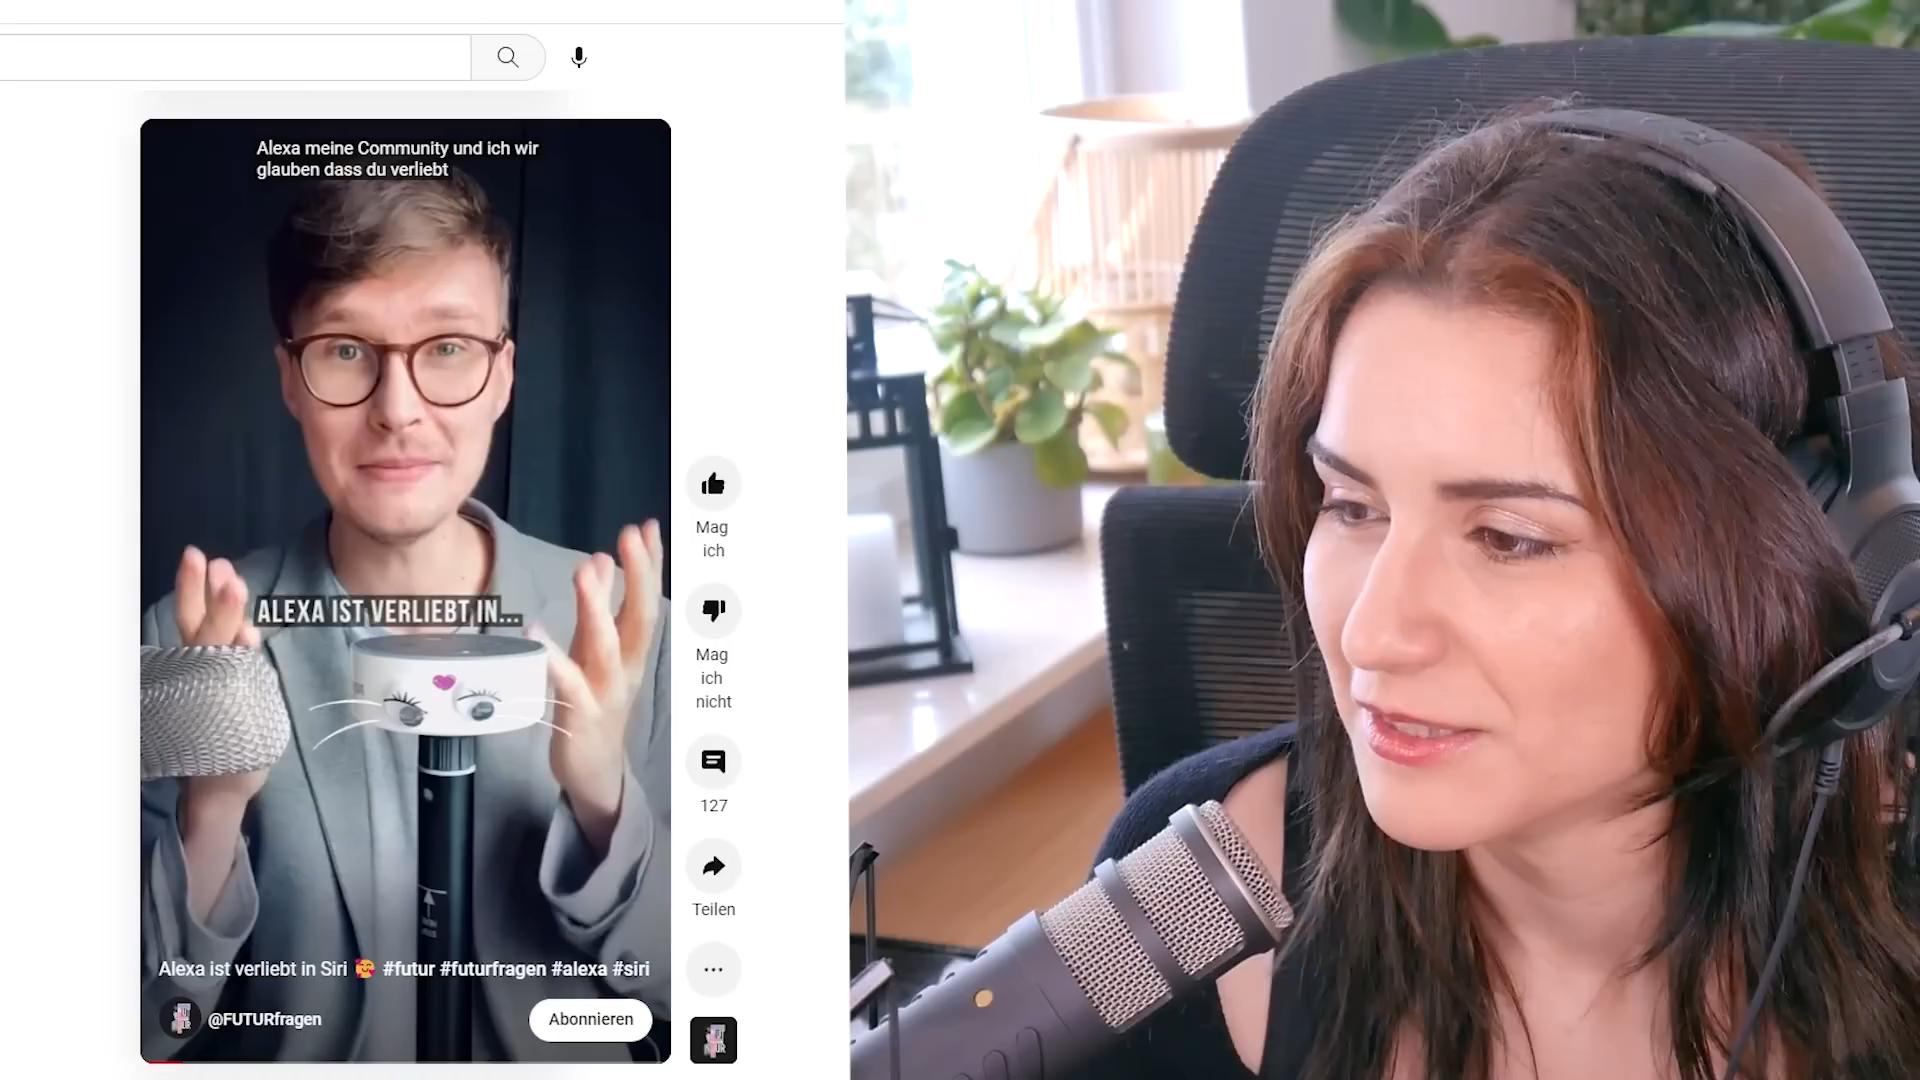 Alexa meine Community und ich wir
glauben dass du verliebt
ALEXA IST VERLIEBT IN...
Mag
ich
Mag
ich
nicht
127
Teilen
Alexa ist verliebt in Siri 🥰 #futur #futurfragen #alexa #siri
@FUTURfragen
Abonnieren